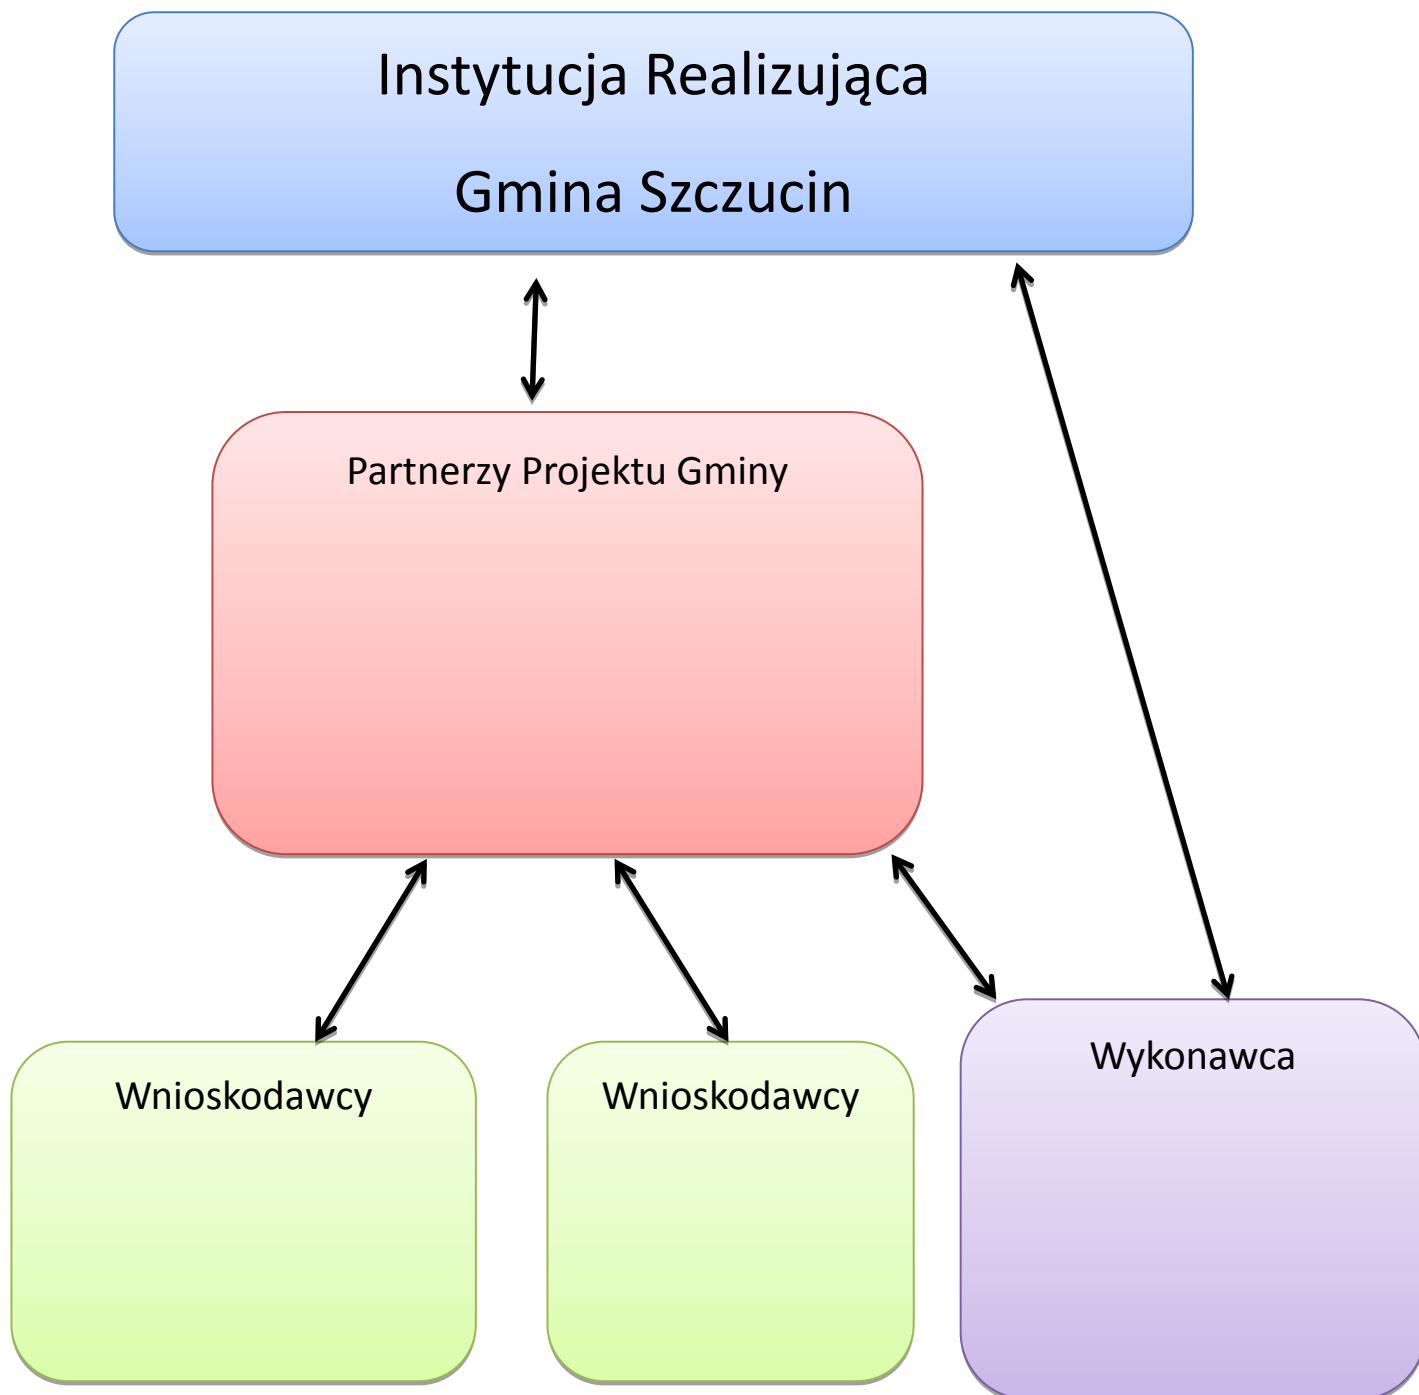 Instytucja Realizująca
Gmina Szczucin
Partnerzy Projektu Gminy
Wnioskodawcy
Wnioskodawcy
Wykonawca